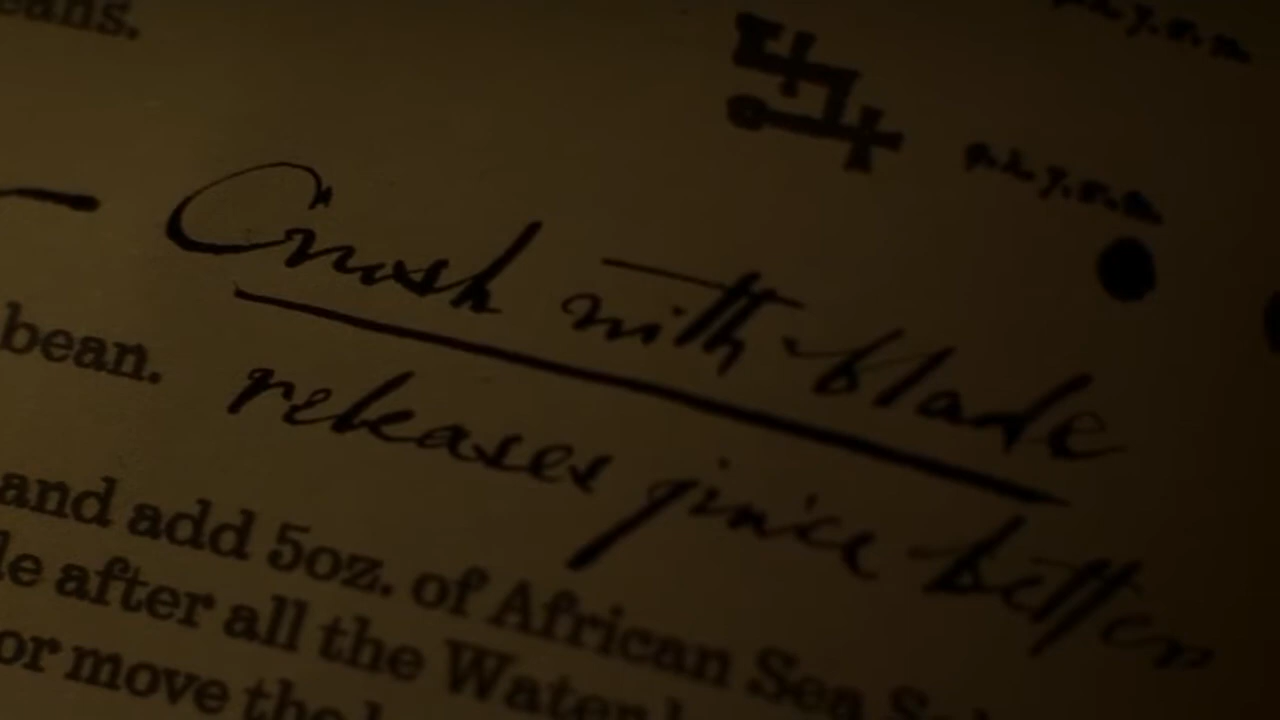 eans.
Crush with blade
bean.
releases juice better
and add 5oz. of African Sea
le after all the Water
or move the